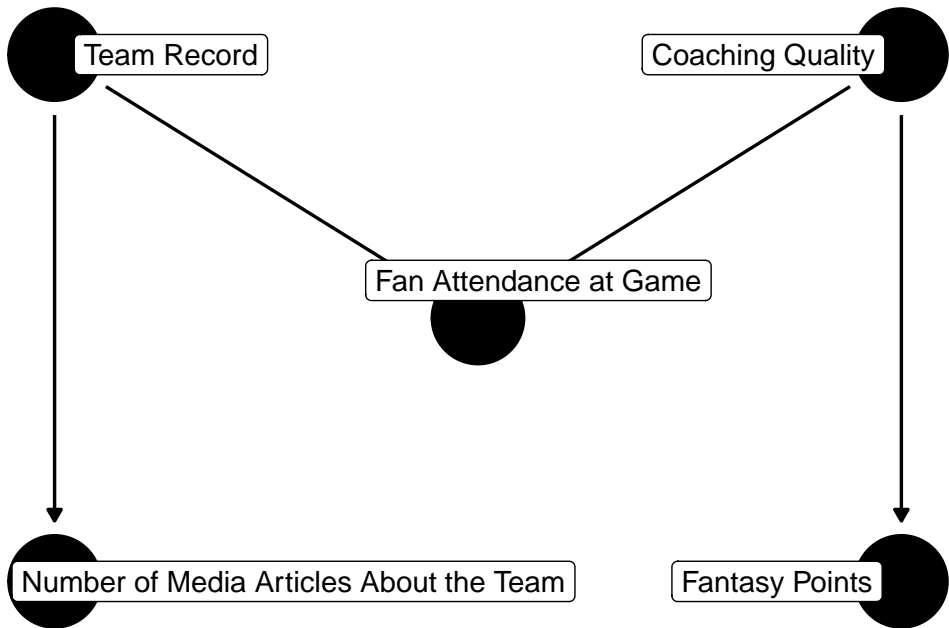 Team Record
Coaching Quality
Fan Attendance at Game
Number of Media Articles About the Team
Fantasy Points